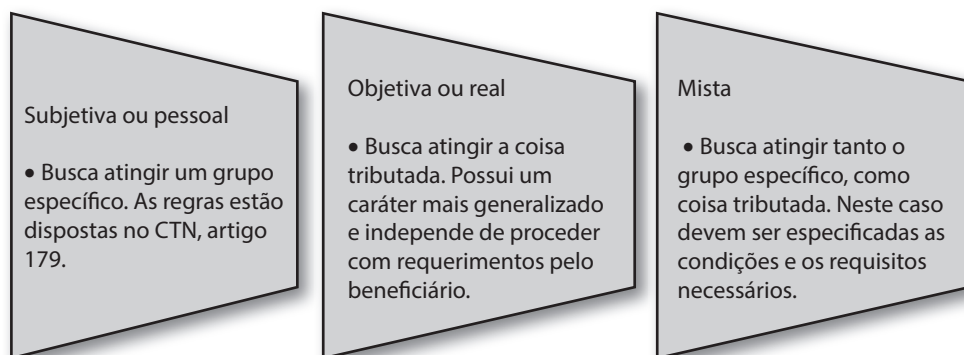 Subjetiva ou pessoal
• Busca atingir um grupo
específico. As regras estão
dispostas no CTN, artigo
179.
Objetiva ou real
• Busca atingir a coisa
tributada. Possui um
caráter mais generalizado
e independe de proceder
com requerimentos pelo
beneficiário.
Mista
• Busca atingir tanto o
grupo específico, como
coisa tributada. Neste caso
devem ser especificadas as
condições e os requisitos
necessários.